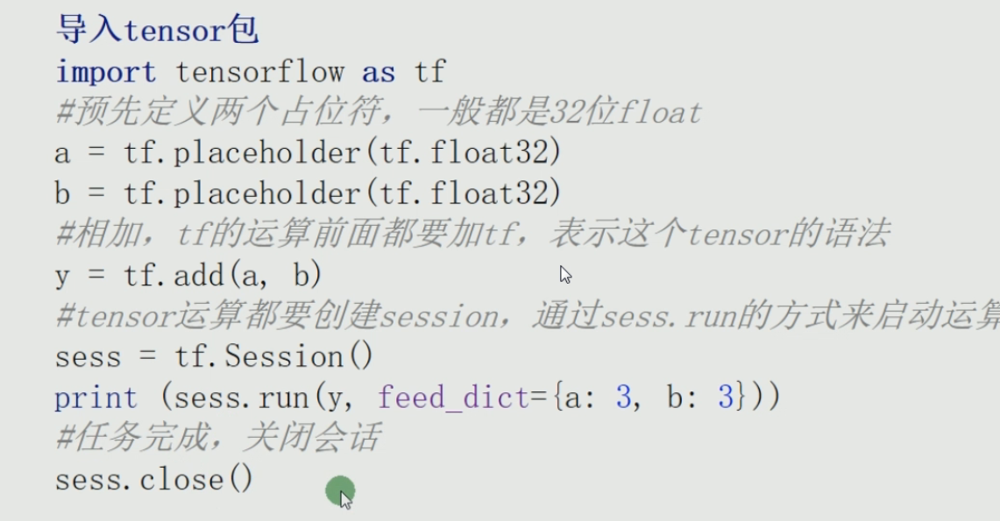 导入tensor包
import tensorflow as tf
#预先定义两个占位符，一般都是32位float
a = tf.placeholder(tf.float32)
b = tf.placeholder(tf.float32)
#相加，tf的运算前面都要加tf，表示这个tensor的语法
y = tf.add(a, b)
#tensor运算都要创建session，通过sess.run的方式来启动运算
sess = tf.Session()
print (sess.run(y, feed_dict={a: 3, b: 3}))
#任务完成，关闭会话
sess.close()